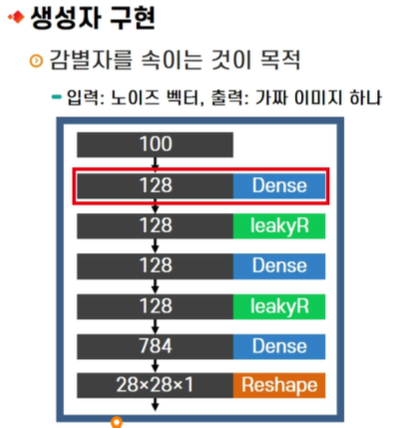 생성자 구현
감별자를 속이는 것이 목적
입력: 노이즈 벡터, 출력: 가짜 이미지 하나
100
128 Dense
128 leakyR
128 Dense
128 leakyR
784 Dense
28×28×1 Reshape